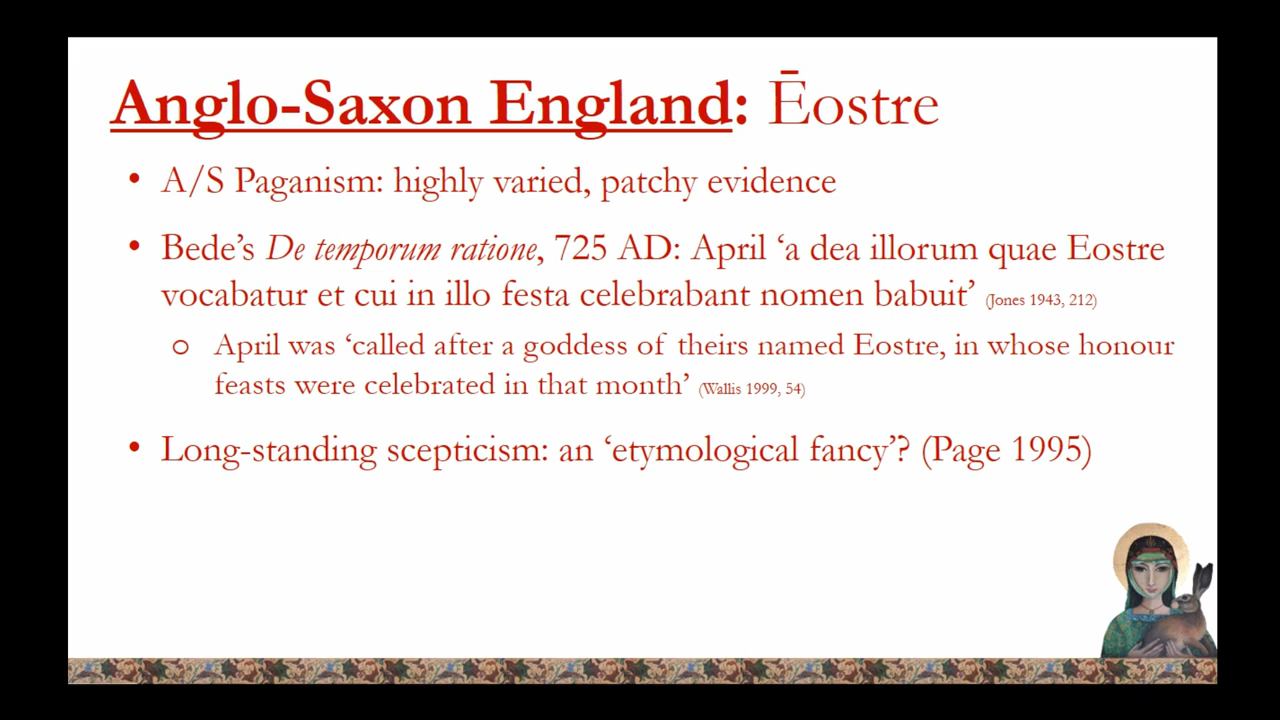 Anglo-Saxon England: Ēostre
• A/S Paganism: highly varied, patchy evidence
• Bede’s De temporum ratione, 725 AD: April ‘a dea illorum quae Eostre
vocabatur et cui in illo festa celebrabant nomen babuit’ (Jones 1943, 212)
o April was ‘called after a goddess of theirs named Eostre, in whose honour
feasts were celebrated in that month’ (Wallis 1999, 54)
• Long-standing scepticism: an ‘etymological fancy’? (Page 1995)